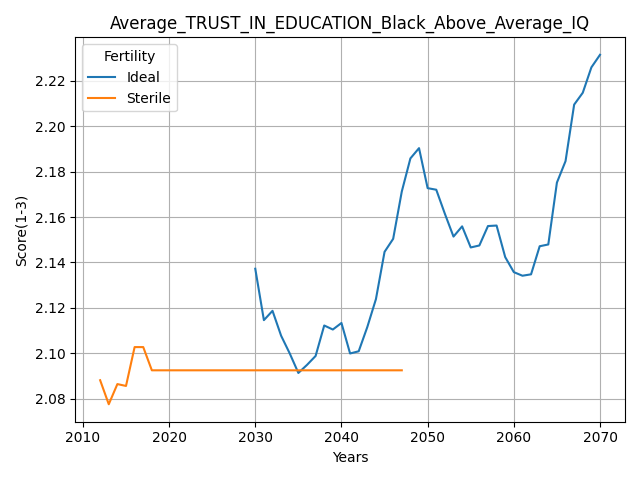 Average_TRUST_IN_EDUCATION_Black_Above_Average_IQ
Fertility
Ideal
Sterile
Score(1-3)
2.22
2.20
2.18
2.16
2.14
2.12
2.10
2.08
2010 2020 2030 2040 2050 2060 2070
Years